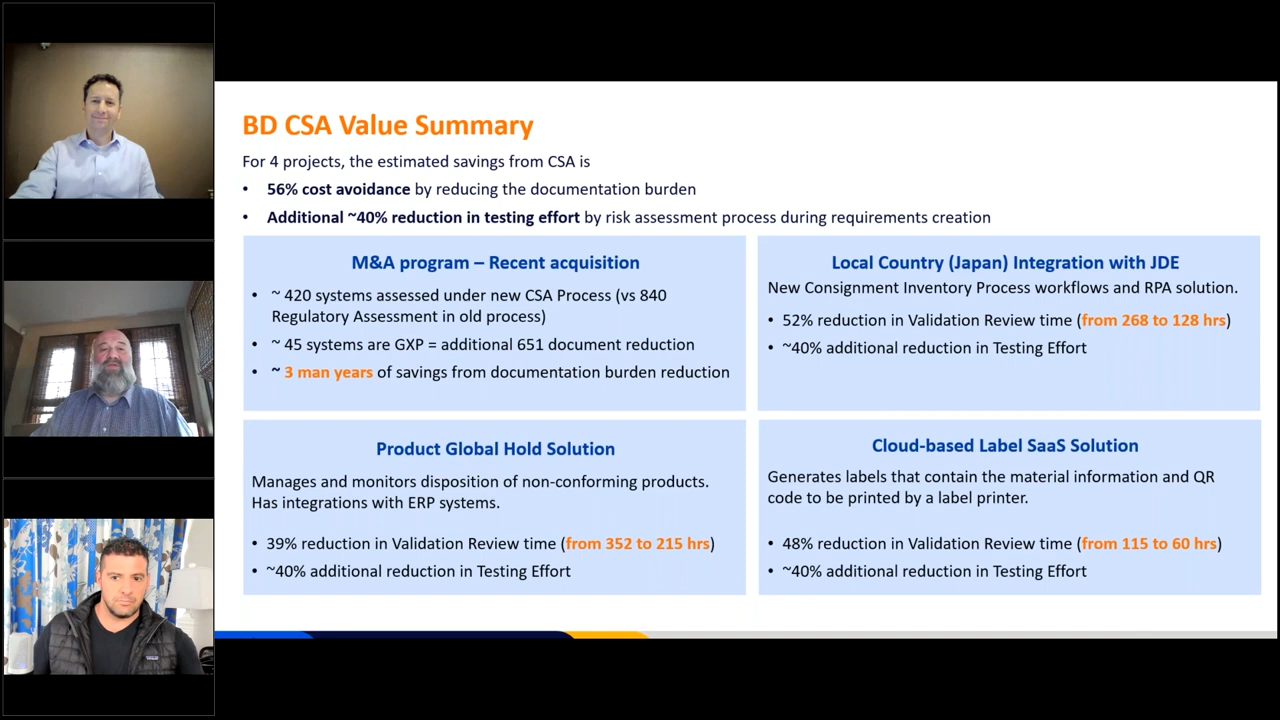 BD CSA Value Summary
For 4 projects, the estimated savings from CSA is
• 56% cost avoidance by reducing the documentation burden
• Additional ~40% reduction in testing effort by risk assessment process during requirements creation
M&A program – Recent acquisition
• ~ 420 systems assessed under new CSA Process (vs 840
Regulatory Assessment in old process)
• ~ 45 systems are GXP = additional 651 document reduction
• ~ 3 man years of savings from documentation burden reduction
Local Country (Japan) Integration with JDE
New Consignment Inventory Process workflows and RPA solution.
• 52% reduction in Validation Review time (from 268 to 128 hrs)
• ~40% additional reduction in Testing Effort
Product Global Hold Solution
Manages and monitors disposition of non-conforming products.
Has integrations with ERP systems.
• 39% reduction in Validation Review time (from 352 to 215 hrs)
• ~40% additional reduction in Testing Effort
Cloud-based Label SaaS Solution
Generates labels that contain the material information and QR
code to be printed by a label printer.
• 48% reduction in Validation Review time (from 115 to 60 hrs)
• ~40% additional reduction in Testing Effort